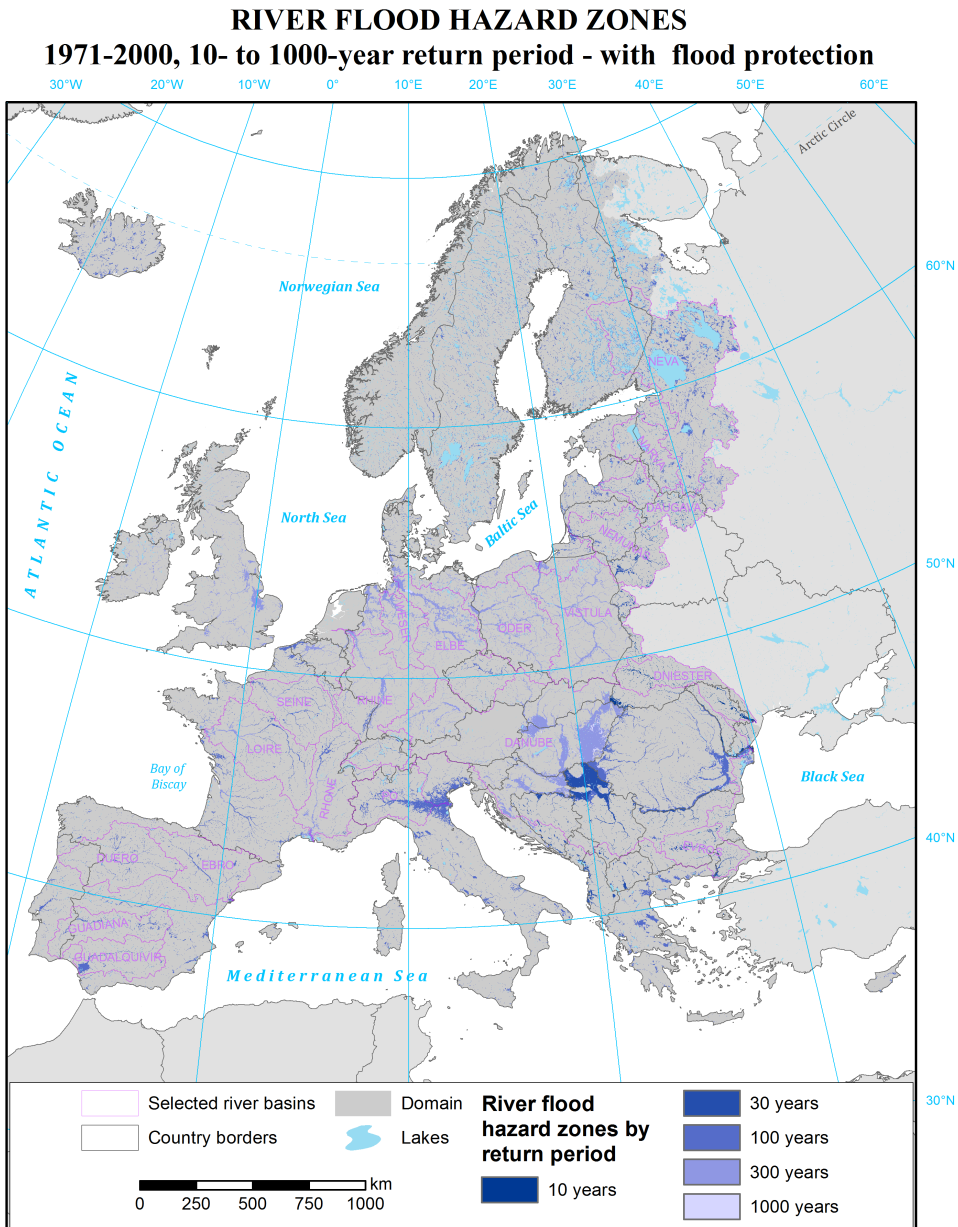 RIVER FLOOD HAZARD ZONES
1971-2000, 10- to 1000-year return period - with flood protection
30°W
20°W
10°W
0°
10°E
20°E
30°E
40°E
50°E
60°E
Arctic Circle
60°N
Norwegian Sea
NEVA
ATLANTIC OCEAN
NARVA
North Sea
Baltic Sea
DAUGAVA
NEMUNAS
50°N
WESER
ELBE
ODER
VISTULA
DNIESTER
SEINE
RHINE
LOIRE
DANUBE
Bay of
Biscay
Black Sea
RHONE
PO
40°N
DUERO
EBRO
EVROS
GUADIANA
GUADALQUIVIR
Mediterranean Sea
30°N
Selected river basins
Country borders
Domain
Lakes
River flood
hazard zones by
return period
10 years
30 years
100 years
300 years
1000 years
km
0 250 500 750 1000